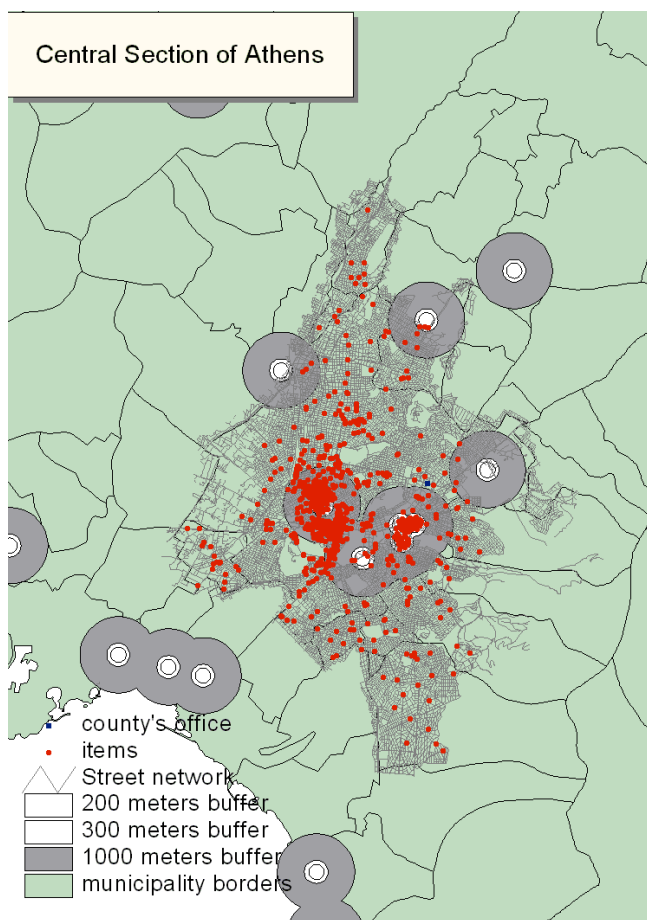 Central Section of Athens
county's office
items
Street network
200 meters buffer
300 meters buffer
1000 meters buffer
municipality borders